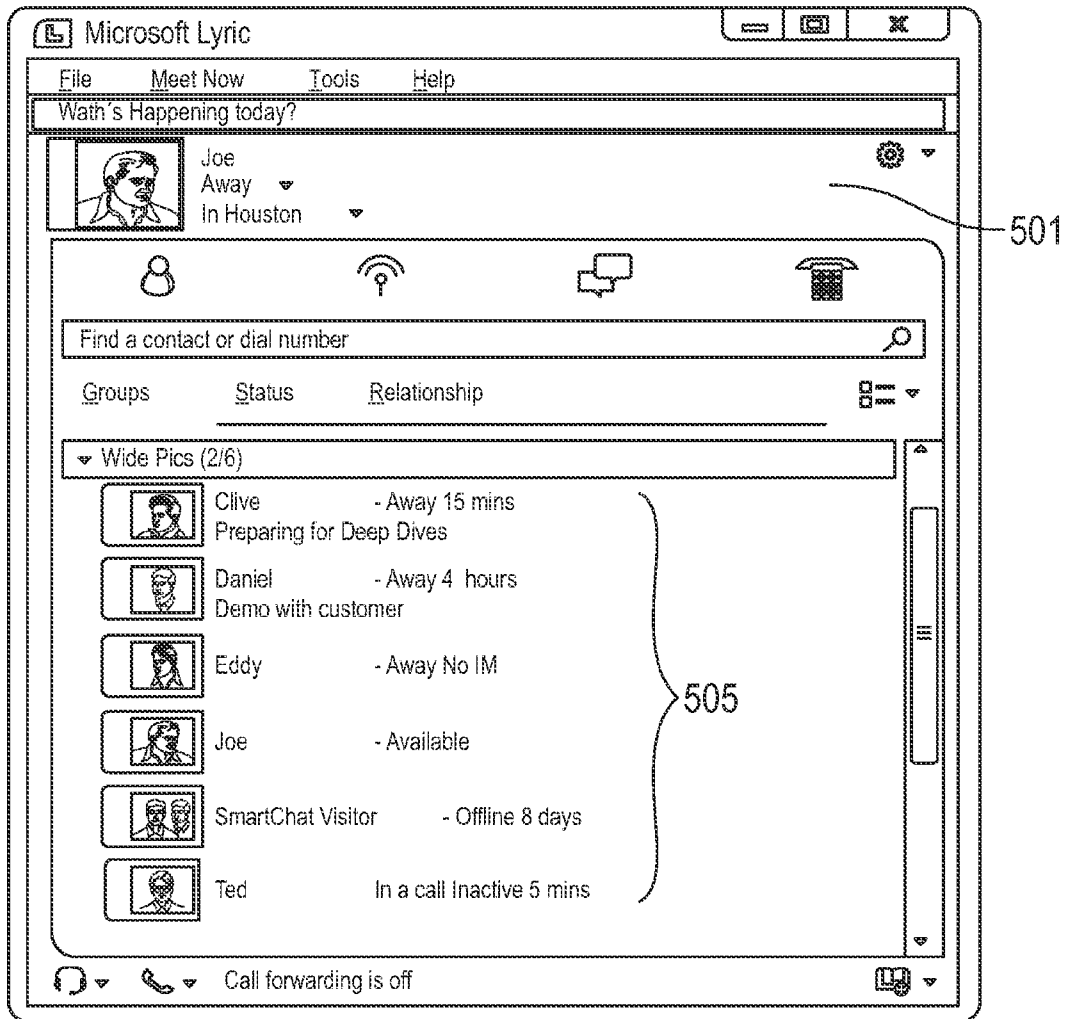 L Microsoft Lyric
File Meet Now Tools Help
Wath´s Happening today?
Joe
Away
In Houston
501
Find a contact or dial number
Groups Status Relationship
Wide Pics (2/6)
Clive - Away 15 mins
Preparing for Deep Dives
Daniel - Away 4 hours
Demo with customer
Eddy - Away No IM
505
Joe - Available
SmartChat Visitor - Offline 8 days
Ted In a call Inactive 5 mins
Call forwarding is off